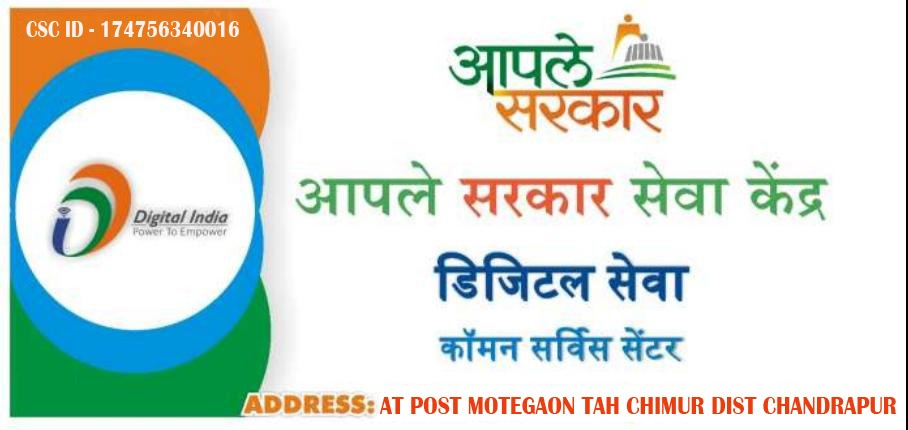 CSC ID - 174756340016
आपले
सरकार
Digital India
Power To Empower
आपले सरकार सेवा केंद्र
डिजिटल सेवा
कॉमन सर्विस सेंटर
ADDRESS: AT POST MOTEGAON TAH CHIMUR DIST CHANDRAPUR